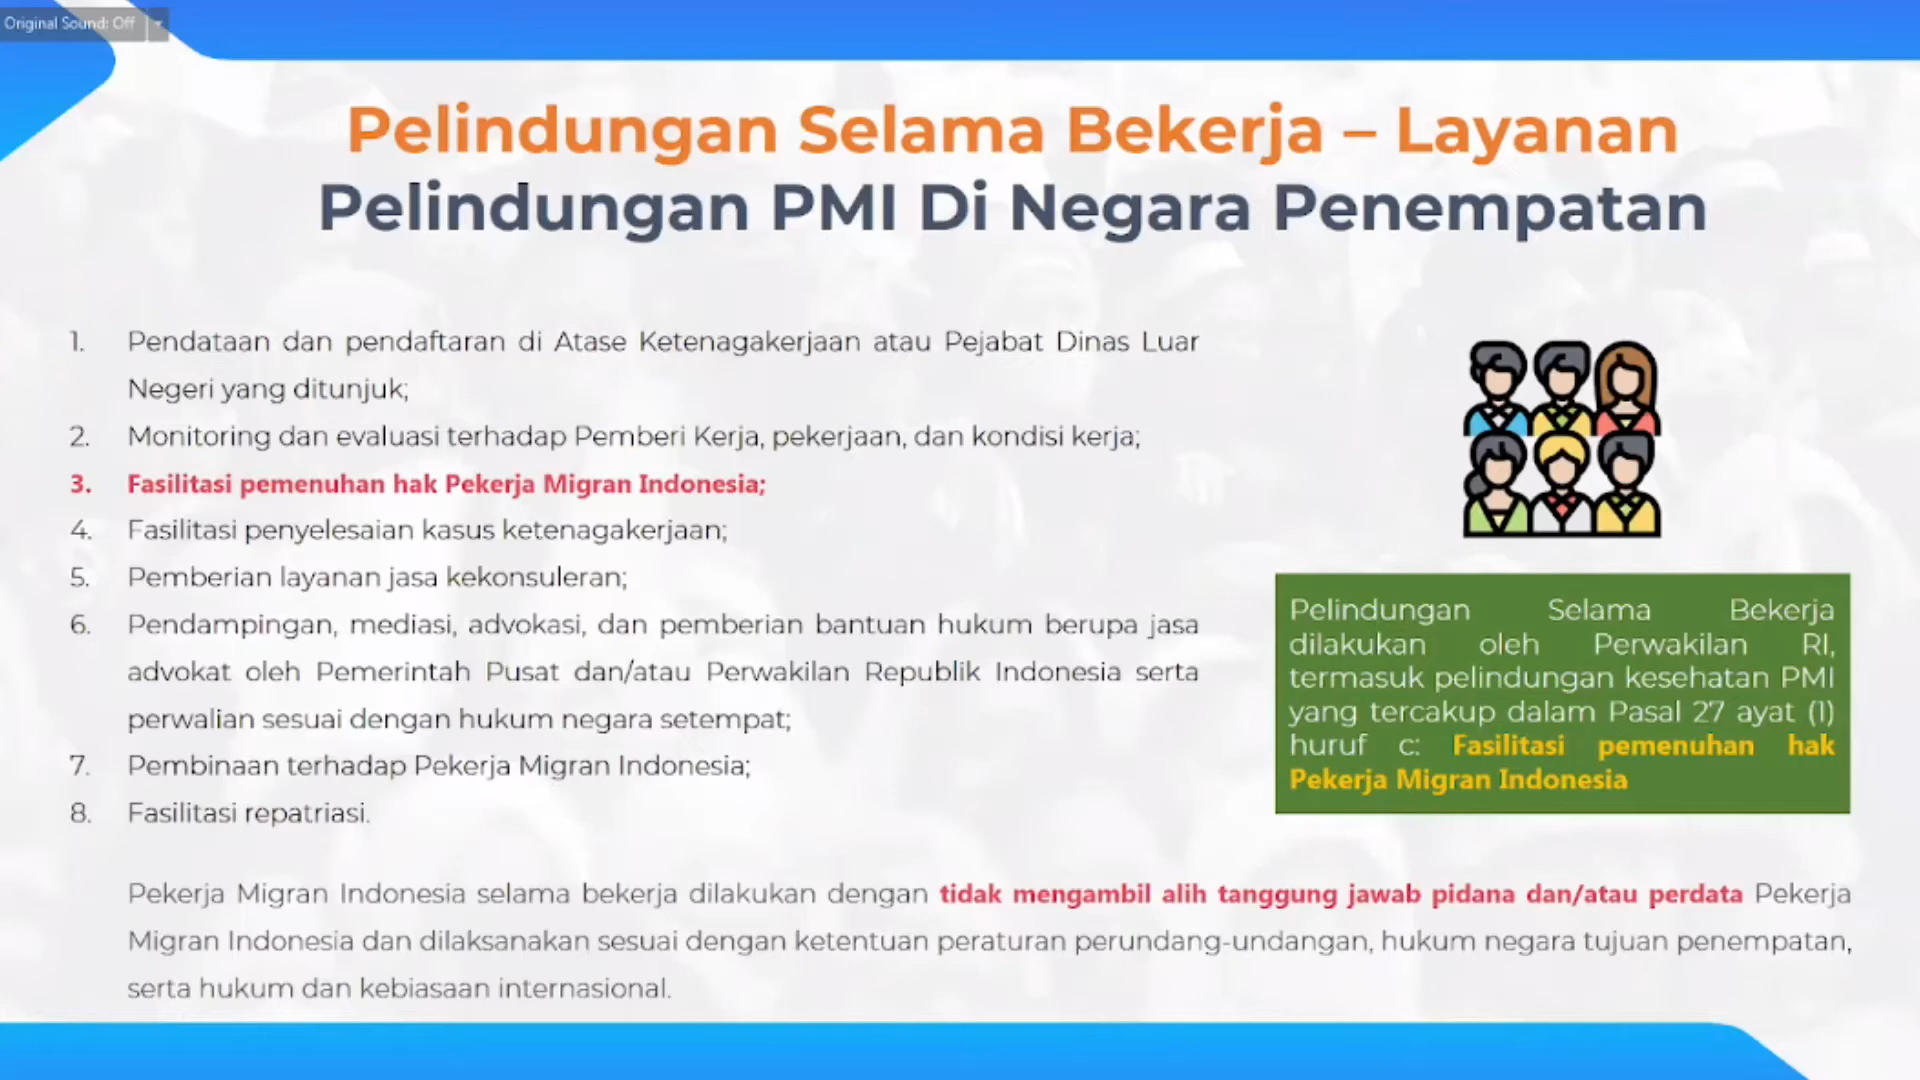 Original Sound: Off
Pelindungan Selama Bekerja – Layanan
Pelindungan PMI Di Negara Penempatan
1. Pendataan dan pendaftaran di Atase Ketenagakerjaan atau Pejabat Dinas Luar
Negeri yang ditunjuk;
2. Monitoring dan evaluasi terhadap Pemberi Kerja, pekerjaan, dan kondisi kerja;
3. Fasilitasi pemenuhan hak Pekerja Migran Indonesia;
4. Fasilitasi penyelesaian kasus ketenagakerjaan;
5. Pemberian layanan jasa kekonsuleran;
6. Pendampingan, mediasi, advokasi, dan pemberian bantuan hukum berupa jasa
advokat oleh Pemerintah Pusat dan/atau Perwakilan Republik Indonesia serta
perwalian sesuai dengan hukum negara setempat;
7. Pembinaan terhadap Pekerja Migran Indonesia;
8. Fasilitasi repatriasi.
Pelindungan Selama Bekerja
dilakukan oleh Perwakilan RI,
termasuk pelindungan kesehatan PMI
yang tercakup dalam Pasal 27 ayat (1)
huruf c: Fasilitasi pemenuhan hak
Pekerja Migran Indonesia
Pekerja Migran Indonesia selama bekerja dilakukan dengan tidak mengambil alih tanggung jawab pidana dan/atau perdata Pekerja
Migran Indonesia dan dilaksanakan sesuai dengan ketentuan peraturan perundang-undangan, hukum negara tujuan penempatan,
serta hukum dan kebiasaan internasional.